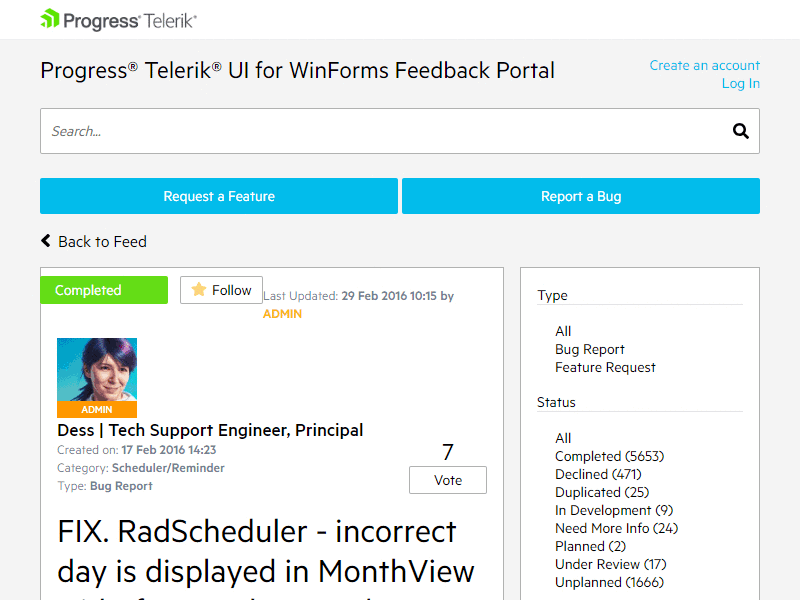 Progress® Telerik®
Progress® Telerik® UI for WinForms Feedback Portal
Create an account
Log In
Search...
Request a Feature
Report a Bug
Back to Feed
Completed
Follow
Last Updated: 29 Feb 2016 10:15 by
ADMIN
ADMIN
Dess | Tech Support Engineer, Principal
Created on: 17 Feb 2016 14:23
Category: Scheduler/Reminder
Type: Bug Report
7
Vote
FIX. RadScheduler - incorrect
day is displayed in MonthView
Type
All
Bug Report
Feature Request
Status
All
Completed (5653)
Declined (471)
Duplicated (25)
In Development (9)
Need More Info (24)
Planned (2)
Under Review (17)
Unplanned (1666)